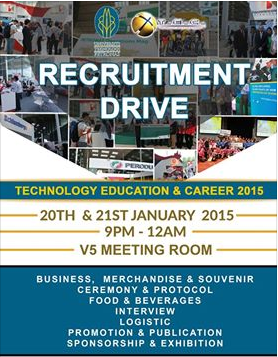 RECRUITMENT
DRIVE
PERODUA
TECHNOLOGY EDUCATION & CAREER 2015
20TH & 21ST JANUARY 2015
9PM - 12AM
V5 MEETING ROOM
BUSINESS, MERCHANDISE & SOUVENIR
CEREMONY & PROTOCOL
FOOD & BEVERAGES
INTERVIEW
LOGISTIC
PROMOTION & PUBLICATION
SPONSORSHIP & EXHIBITION